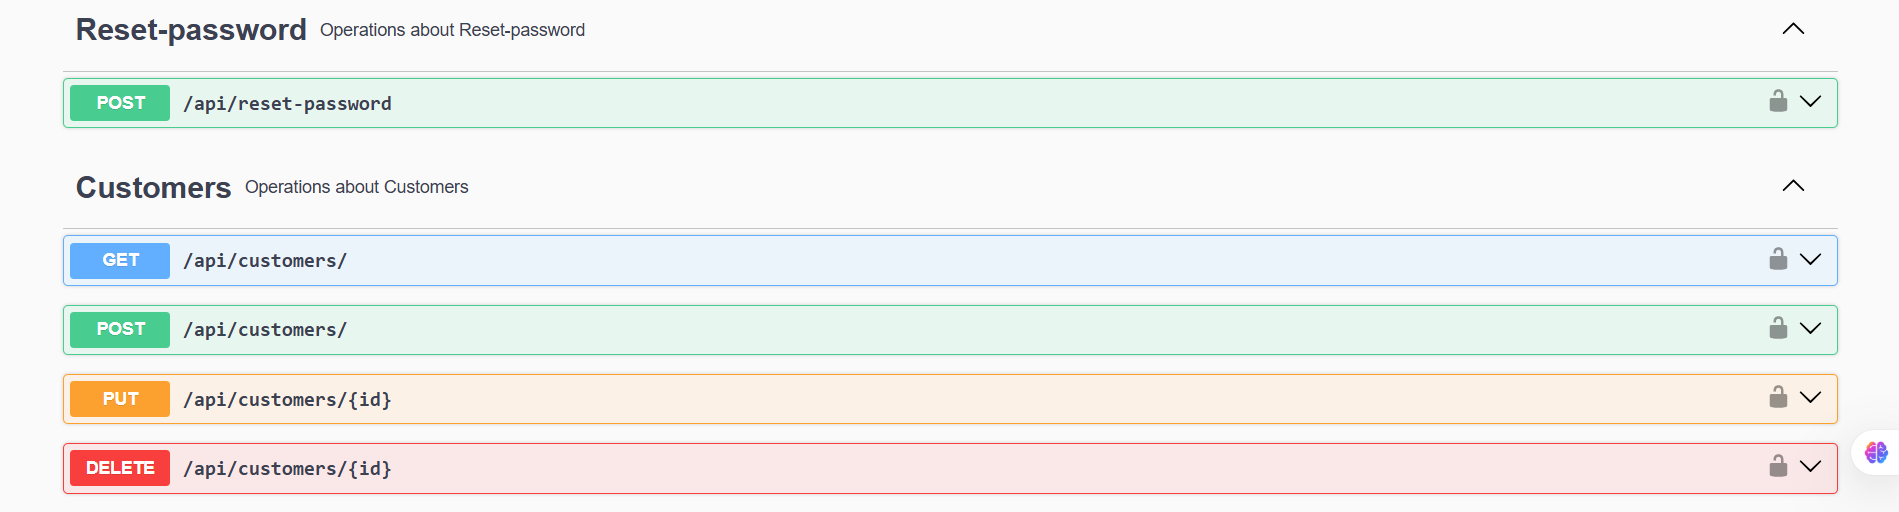 Reset-password Operations about Reset-password
POST /api/reset-password
Customers Operations about Customers
GET /api/customers/
POST /api/customers/
PUT /api/customers/{id}
DELETE /api/customers/{id}